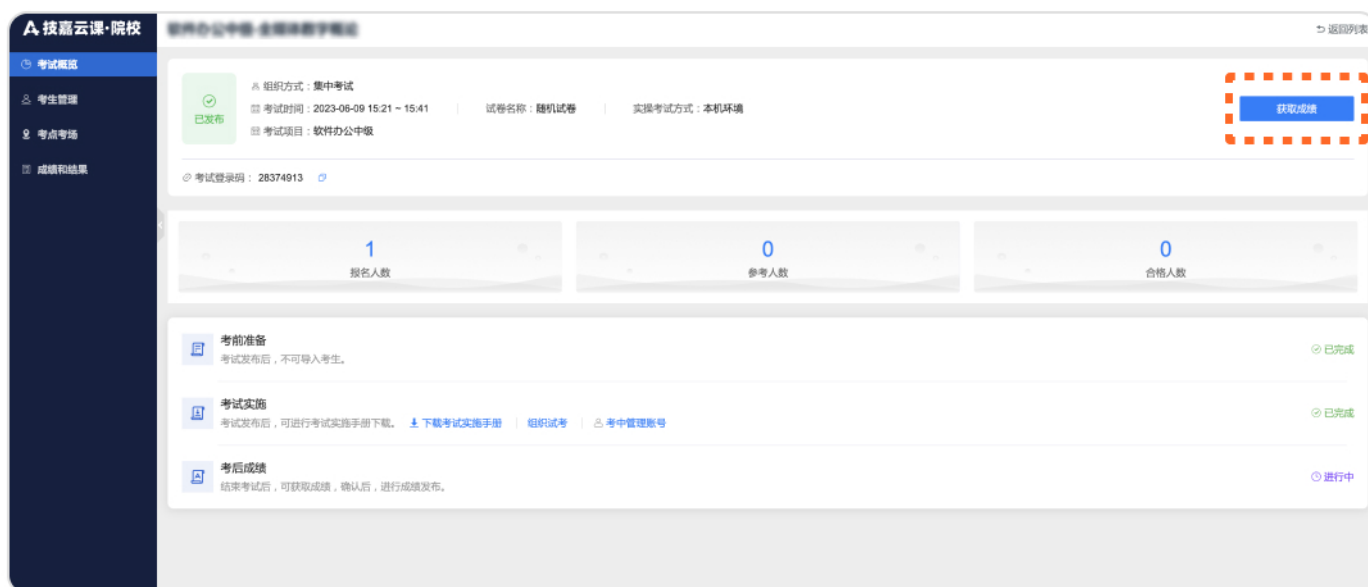 技嘉云课·院校
返回列表
考试概览
考生管理
考点考场
成绩和结果
已发布
组织方式：集中考试
考试时间：2023-06-09 15:21 ~ 15:41 试卷名称：随机试卷 实操考试方式：本机环境
考试项目：软件办公中级
获取成绩
考试登录码： 28374913
1
报名人数
0
参考人数
0
合格人数
考前准备
考试发布后，不可导入考生。
已完成
考试实施
考试发布后，可进行考试实施手册下载。 下载考试实施手册 组织试考 考中管理账号
已完成
考后成绩
结束考试后，可获取成绩，确认后，进行成绩发布。
进行中